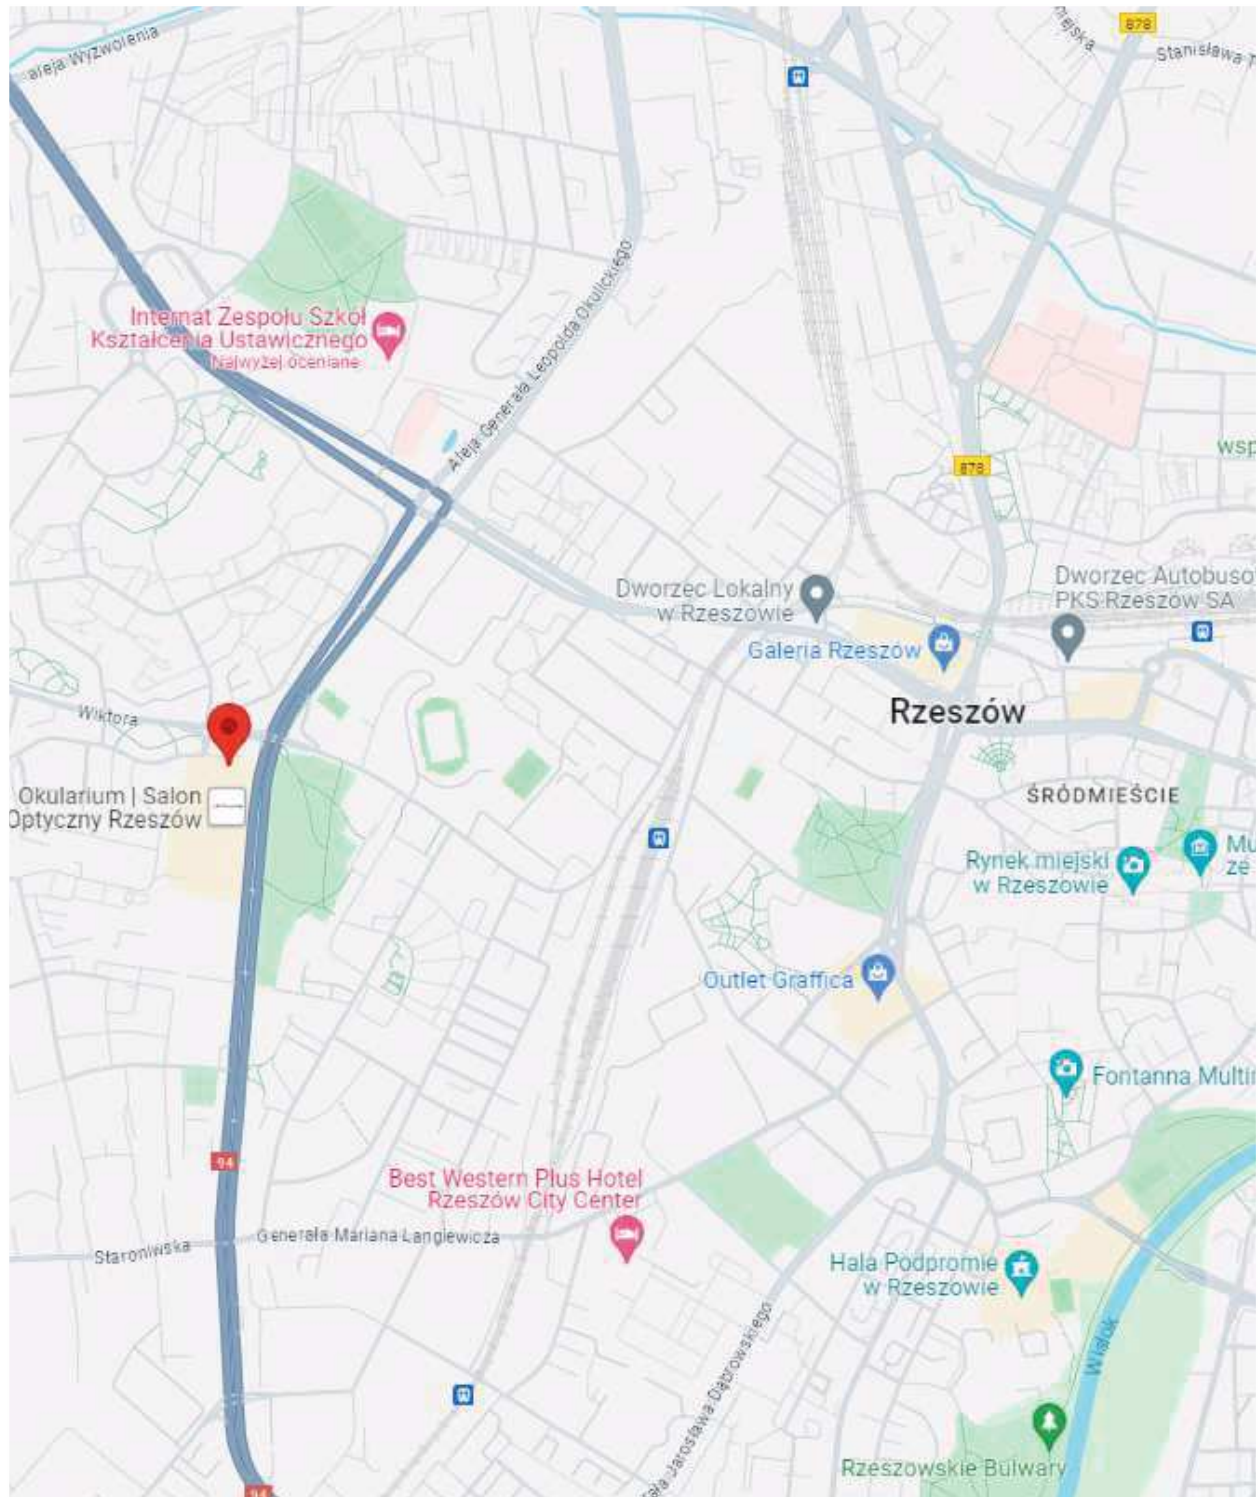 aleja Wyzwolenia
878
Stanisława T
Aleja Generała Leopolda Okulickiego
Internat Zespołu Szkół
Kształcenia Ustawicznego
Najwyżej oceniane
wsp
878
Dworzec Lokalny
w Rzeszowie
Dworzec Autobuso
PKS Rzeszów SA
Galeria Rzeszów
Wiktora
Rzeszów
Okularium | Salon
Optyczny Rzeszów
ŚRÓDMIEŚCIE
Rynek miejski
w Rzeszowie
Mu
ze
Outlet Graffica
Fontanna Multi
94
Best Western Plus Hotel
Rzeszów City Center
Generała Mariana Langiewicza
Staroniwska
Hala Podpromie
w Rzeszowie
Wisłok
ała Jarosława Dąbrowskiego
Rzeszowskie Bulwary
94